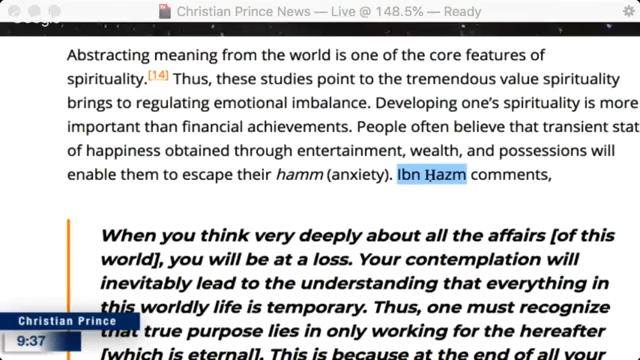 Christian Prince News — Live @ 148.5% — Ready
Google
Abstracting meaning from the world is one of the core features of
spirituality.[14] Thus, these studies point to the tremendous value spirituality
brings to regulating emotional imbalance. Developing one's spirituality is more
important than financial achievements. People often believe that transient stat
of happiness obtained through entertainment, wealth, and possessions will
enable them to escape their hamm (anxiety). Ibn Ḥazm comments,
When you think very deeply about all the affairs [of this
world], you will be at a loss. Your contemplation will
inevitably lead to the understanding that everything in
this worldly life is temporary. Thus, one must recognize
that true purpose lies in only working for the hereafter
[which is eternal]. This is because at the end of all your
Christian Prince
9:37